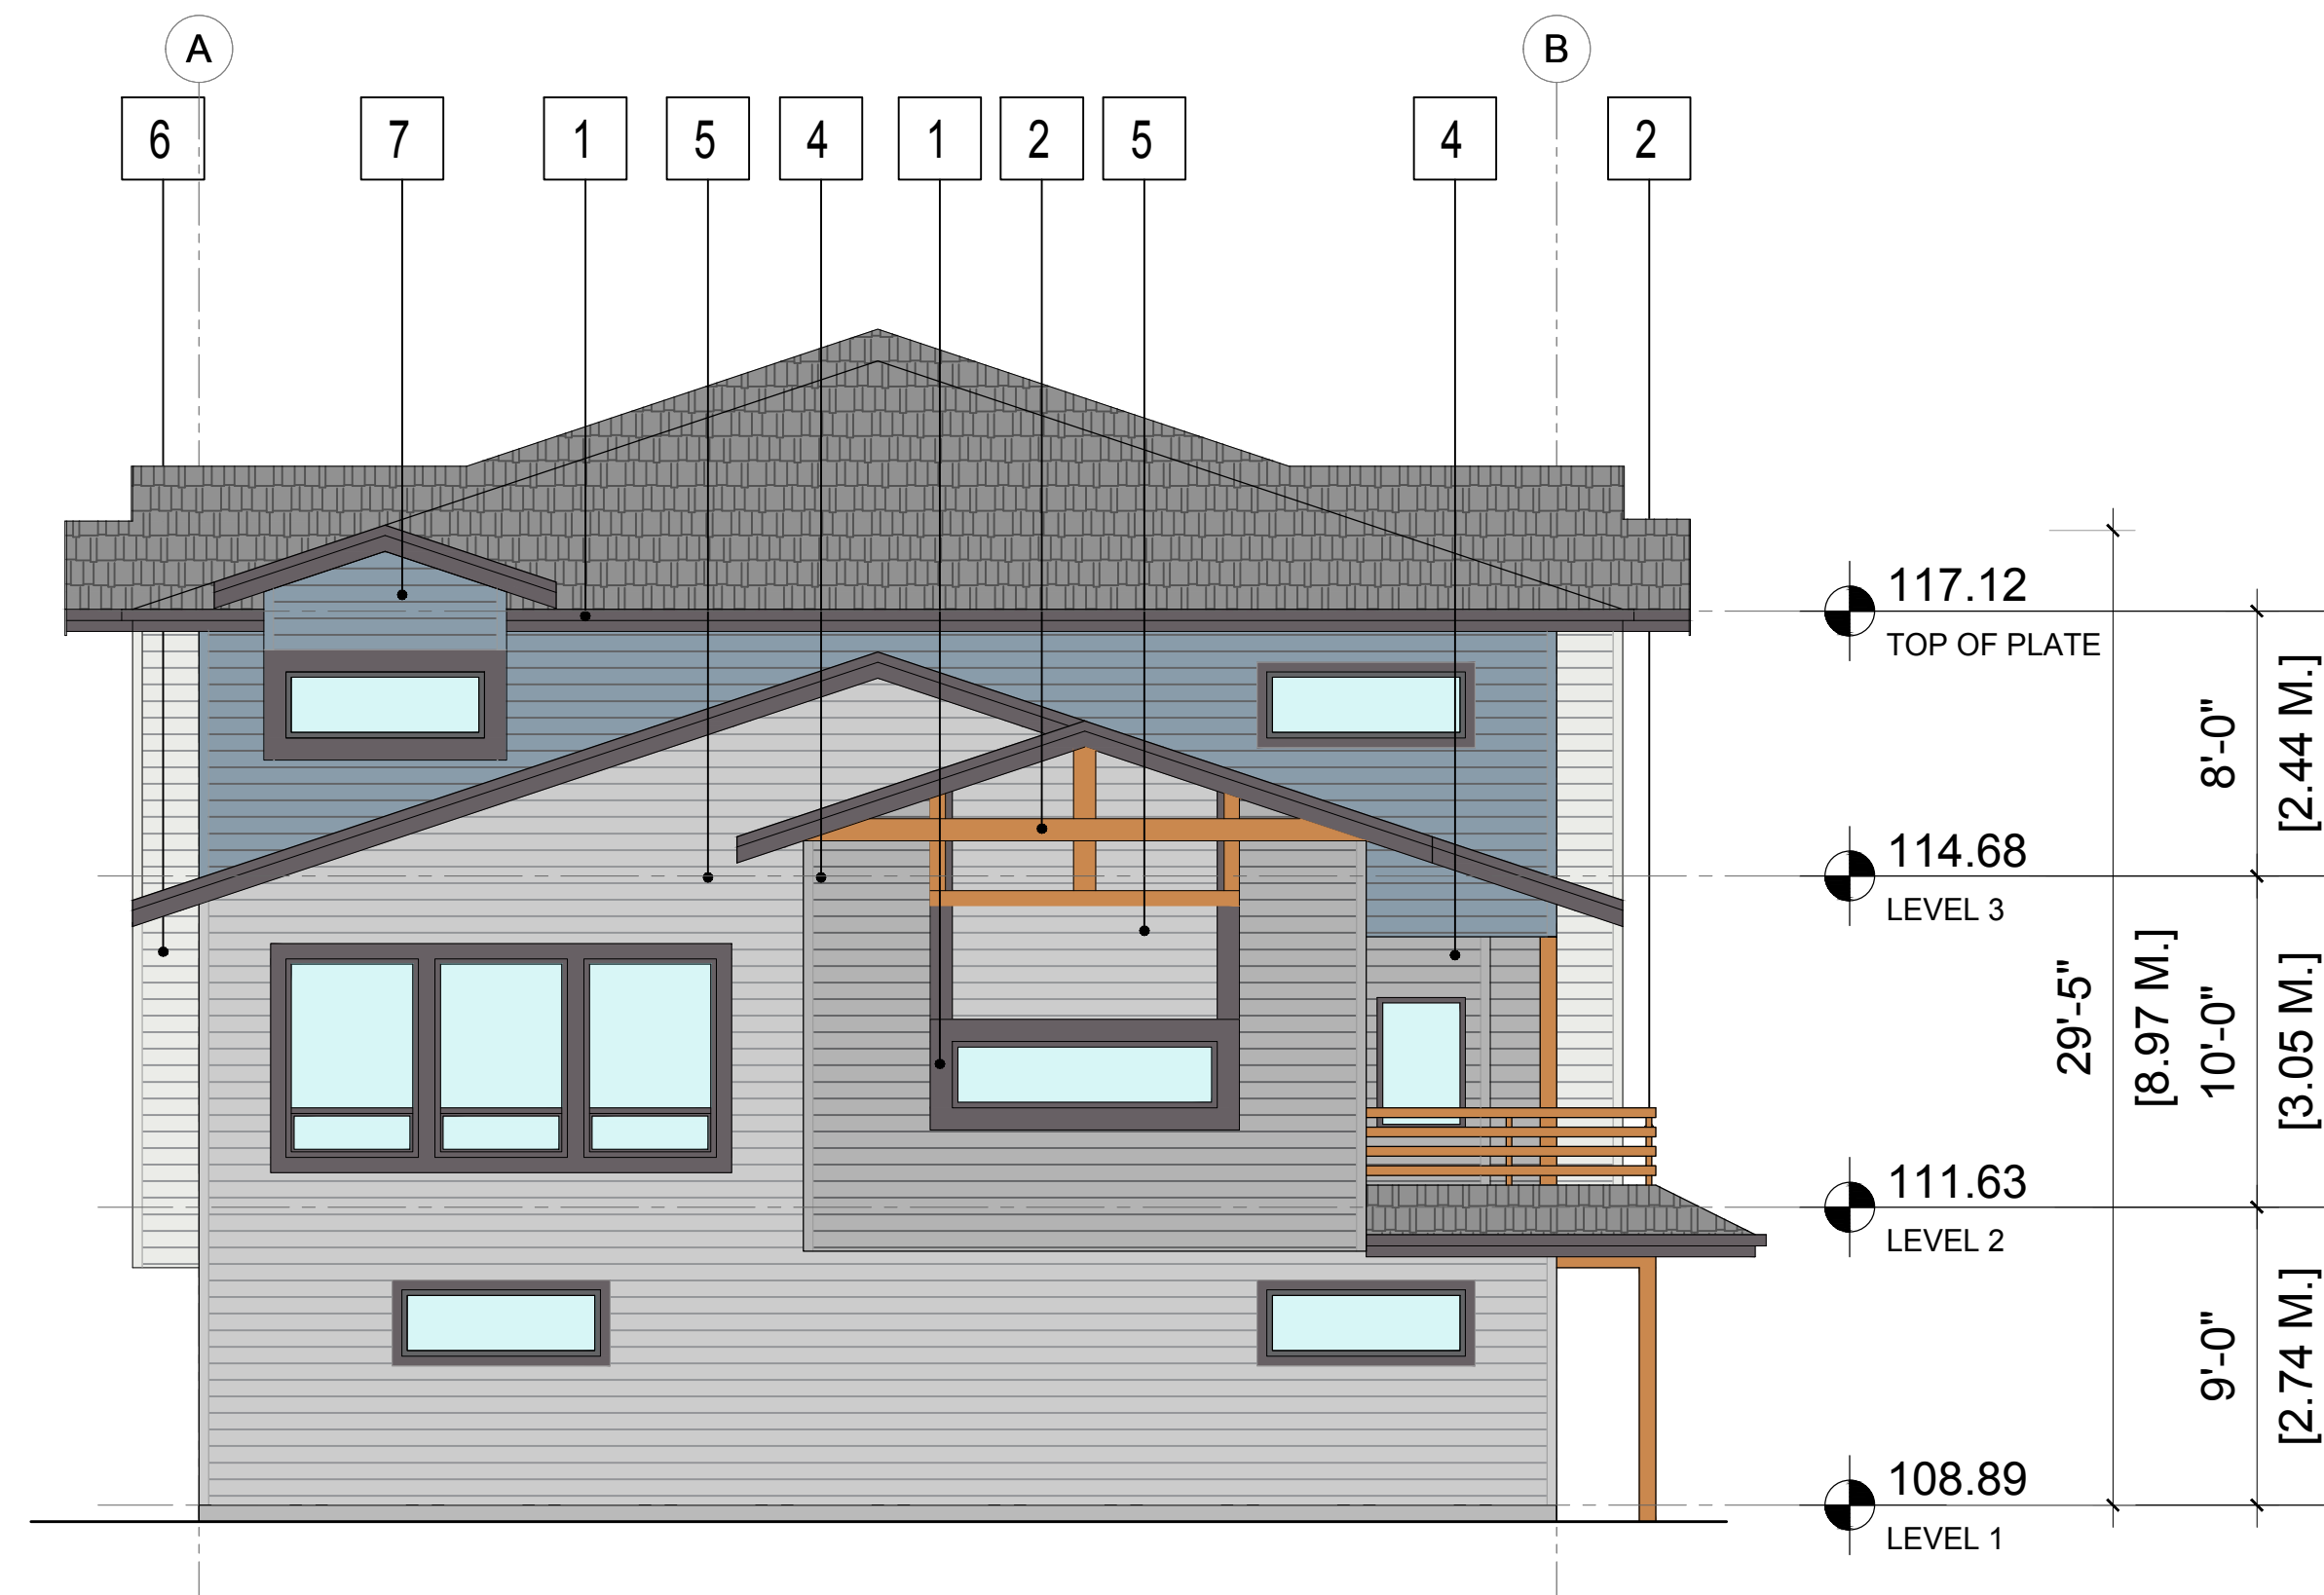 A
B
6
7
1
5
4
1
2
5
4
2
117.12
TOP OF PLATE
8'-0"
[2.44 M.]
114.68
LEVEL 3
29'-5"
[8.97 M.]
10'-0"
[3.05 M.]
111.63
LEVEL 2
9'-0"
[2.74 M.]
108.89
LEVEL 1